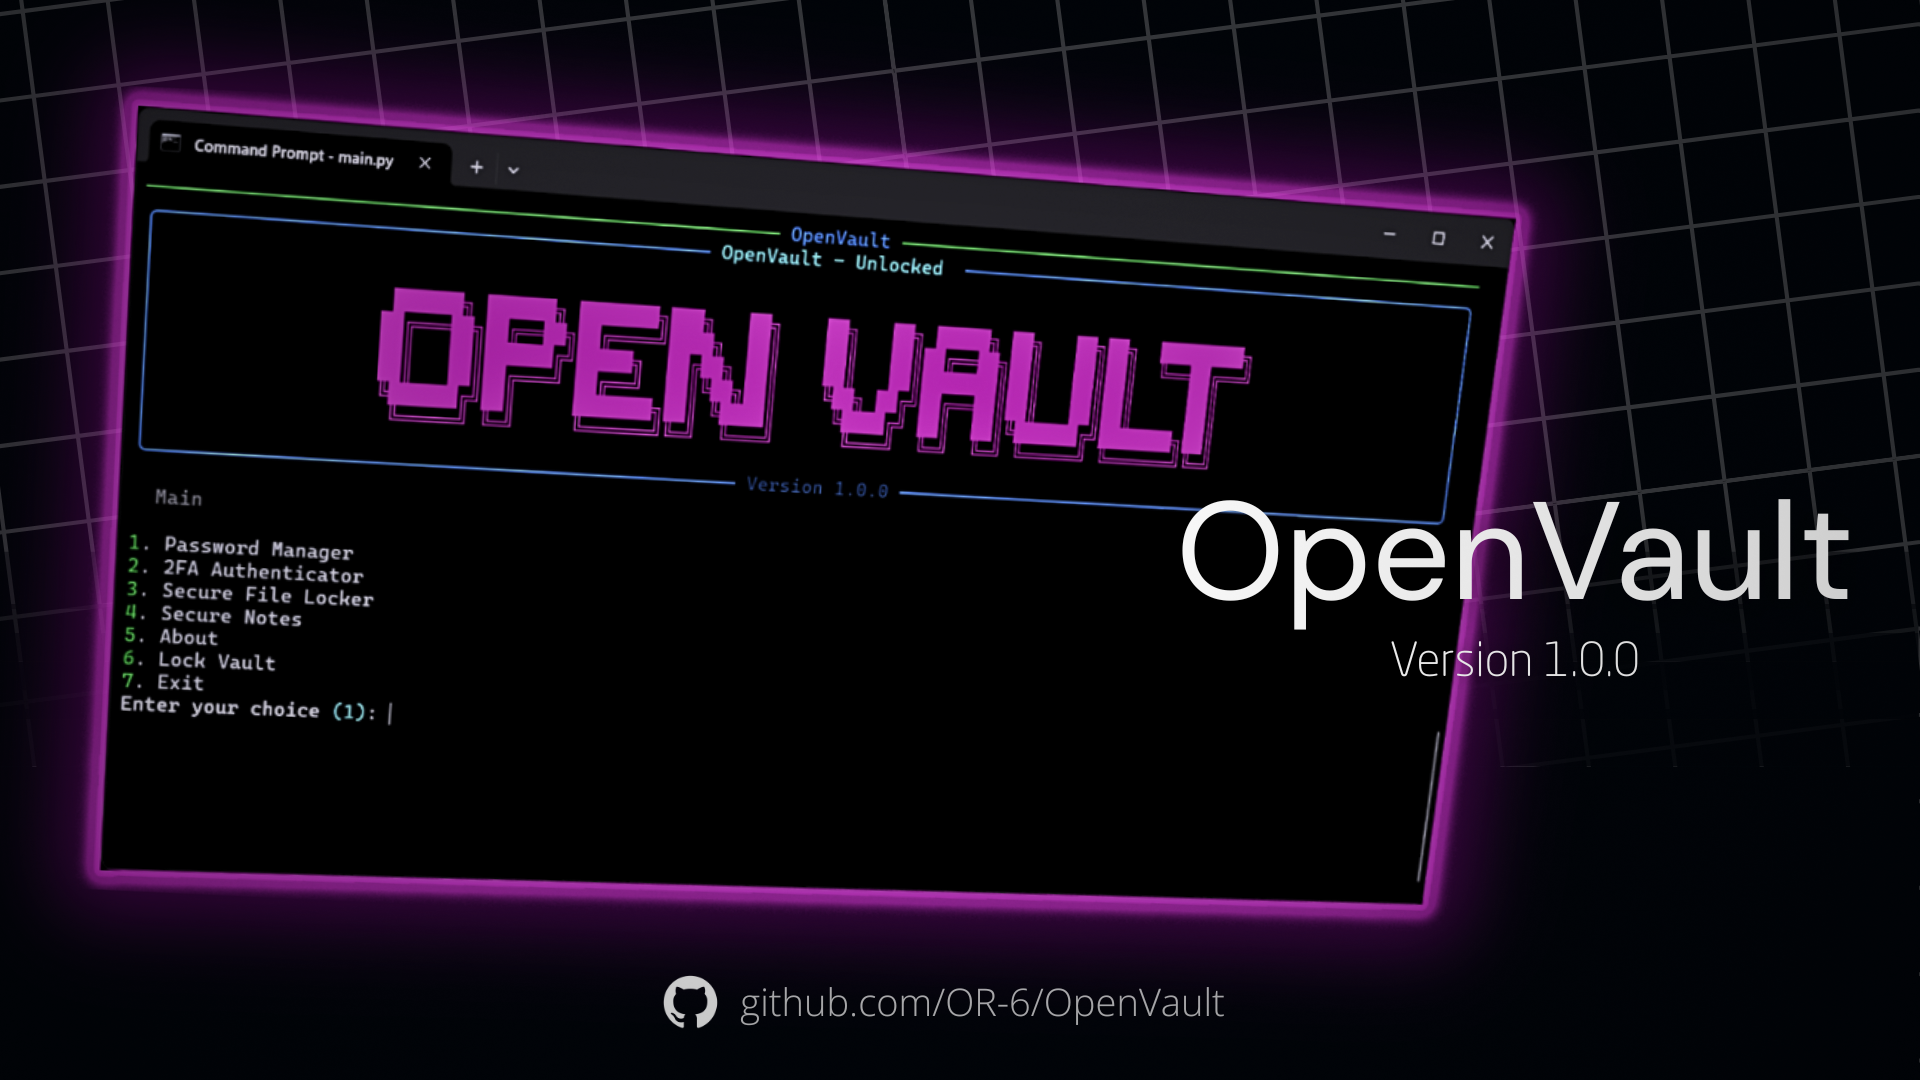 Command Prompt - main.py
OpenVault
OpenVault - Unlocked
OPEN VAULT
Version 1.0.0
Main
1. Password Manager
2. 2FA Authenticator
3. Secure File Locker
4. Secure Notes
5. About
6. Lock Vault
7. Exit
Enter your choice (1):
OpenVault
Version 1.0.0
github.com/OR-6/OpenVault